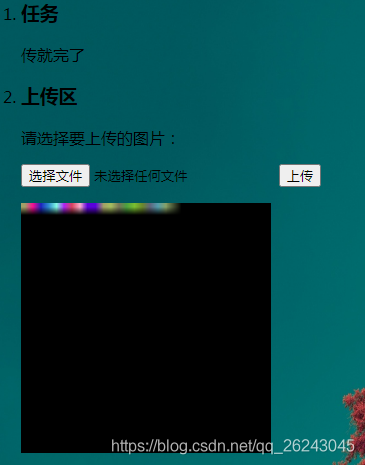 1. 任务
传就完了
2. 上传区
请选择要上传的图片：
选择文件 未选择任何文件 上传
https://blog.csdn.net/qq_26243045